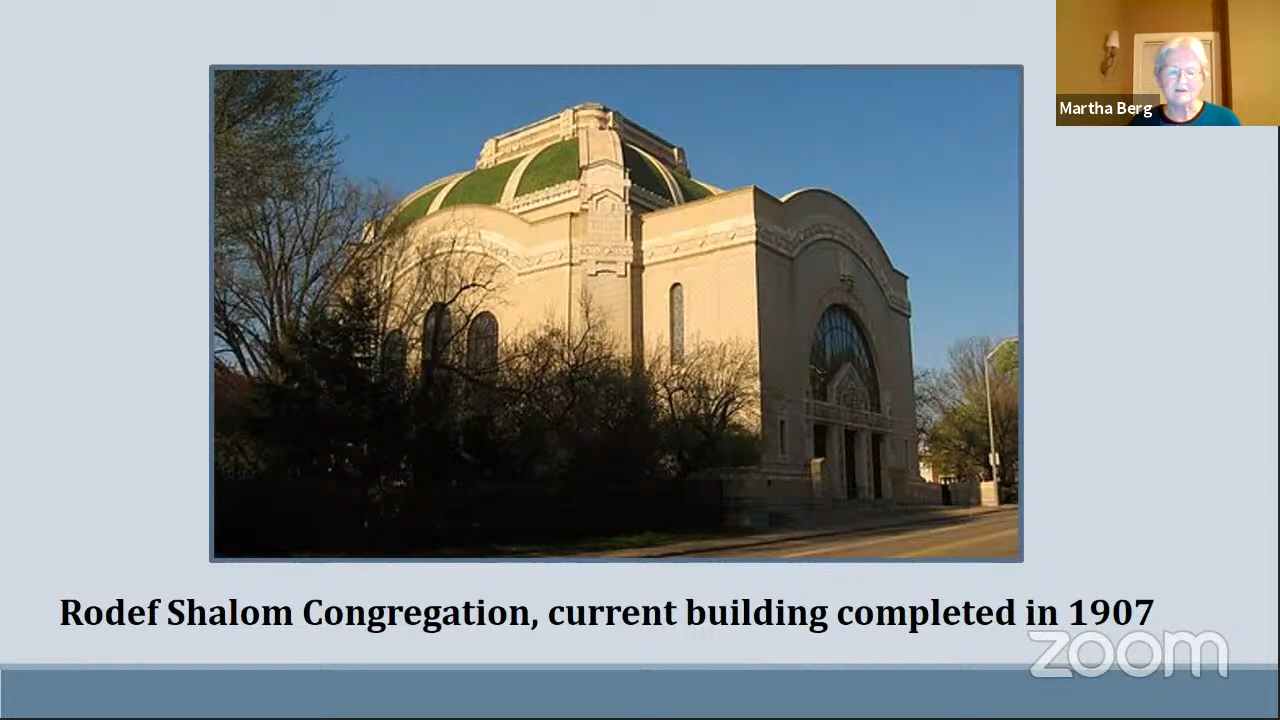 Martha Berg
Rodef Shalom Congregation, current building completed in 1907
zoom